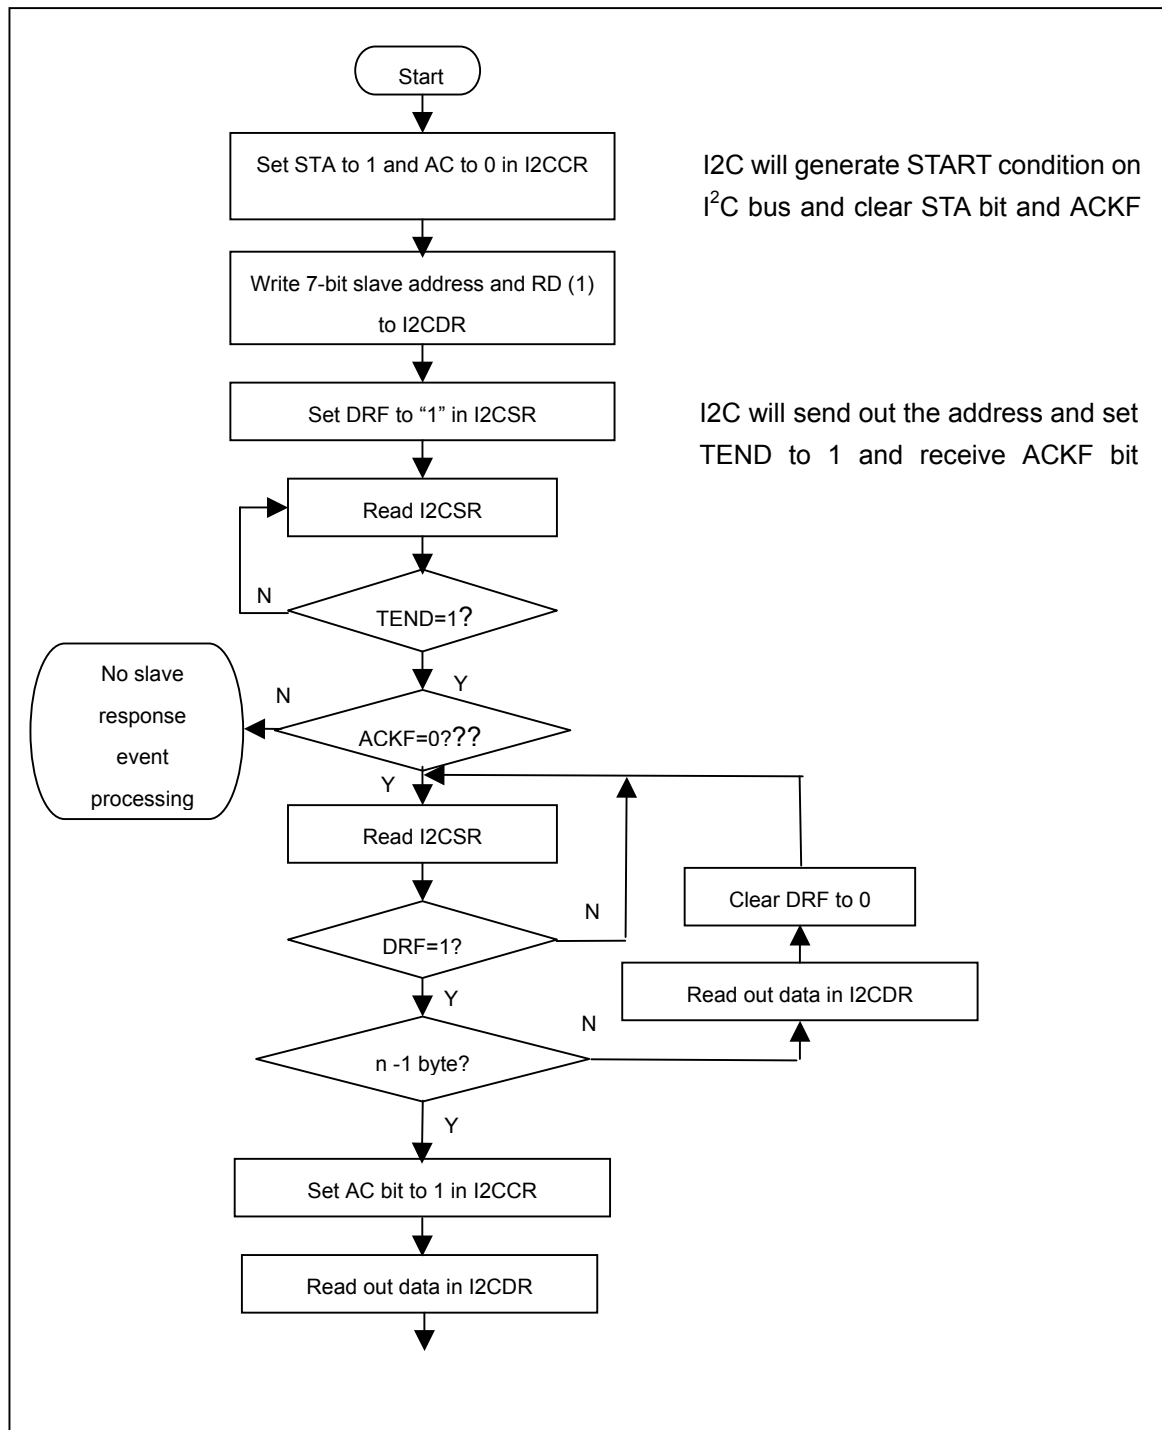 Start
Set STA to 1 and AC to 0 in I2CCR
I2C will generate START condition on
I²C bus and clear STA bit and ACKF
Write 7-bit slave address and RD (1)
to I2CDR
Set DRF to “1” in I2CSR
I2C will send out the address and set
TEND to 1 and receive ACKF bit
Read I2CSR
N
TEND=1?
Y
No slave
response
event
processing
N
ACKF=0???
Y
Read I2CSR
Clear DRF to 0
N
DRF=1?
Read out data in I2CDR
Y
N
n -1 byte?
Y
Set AC bit to 1 in I2CCR
Read out data in I2CDR